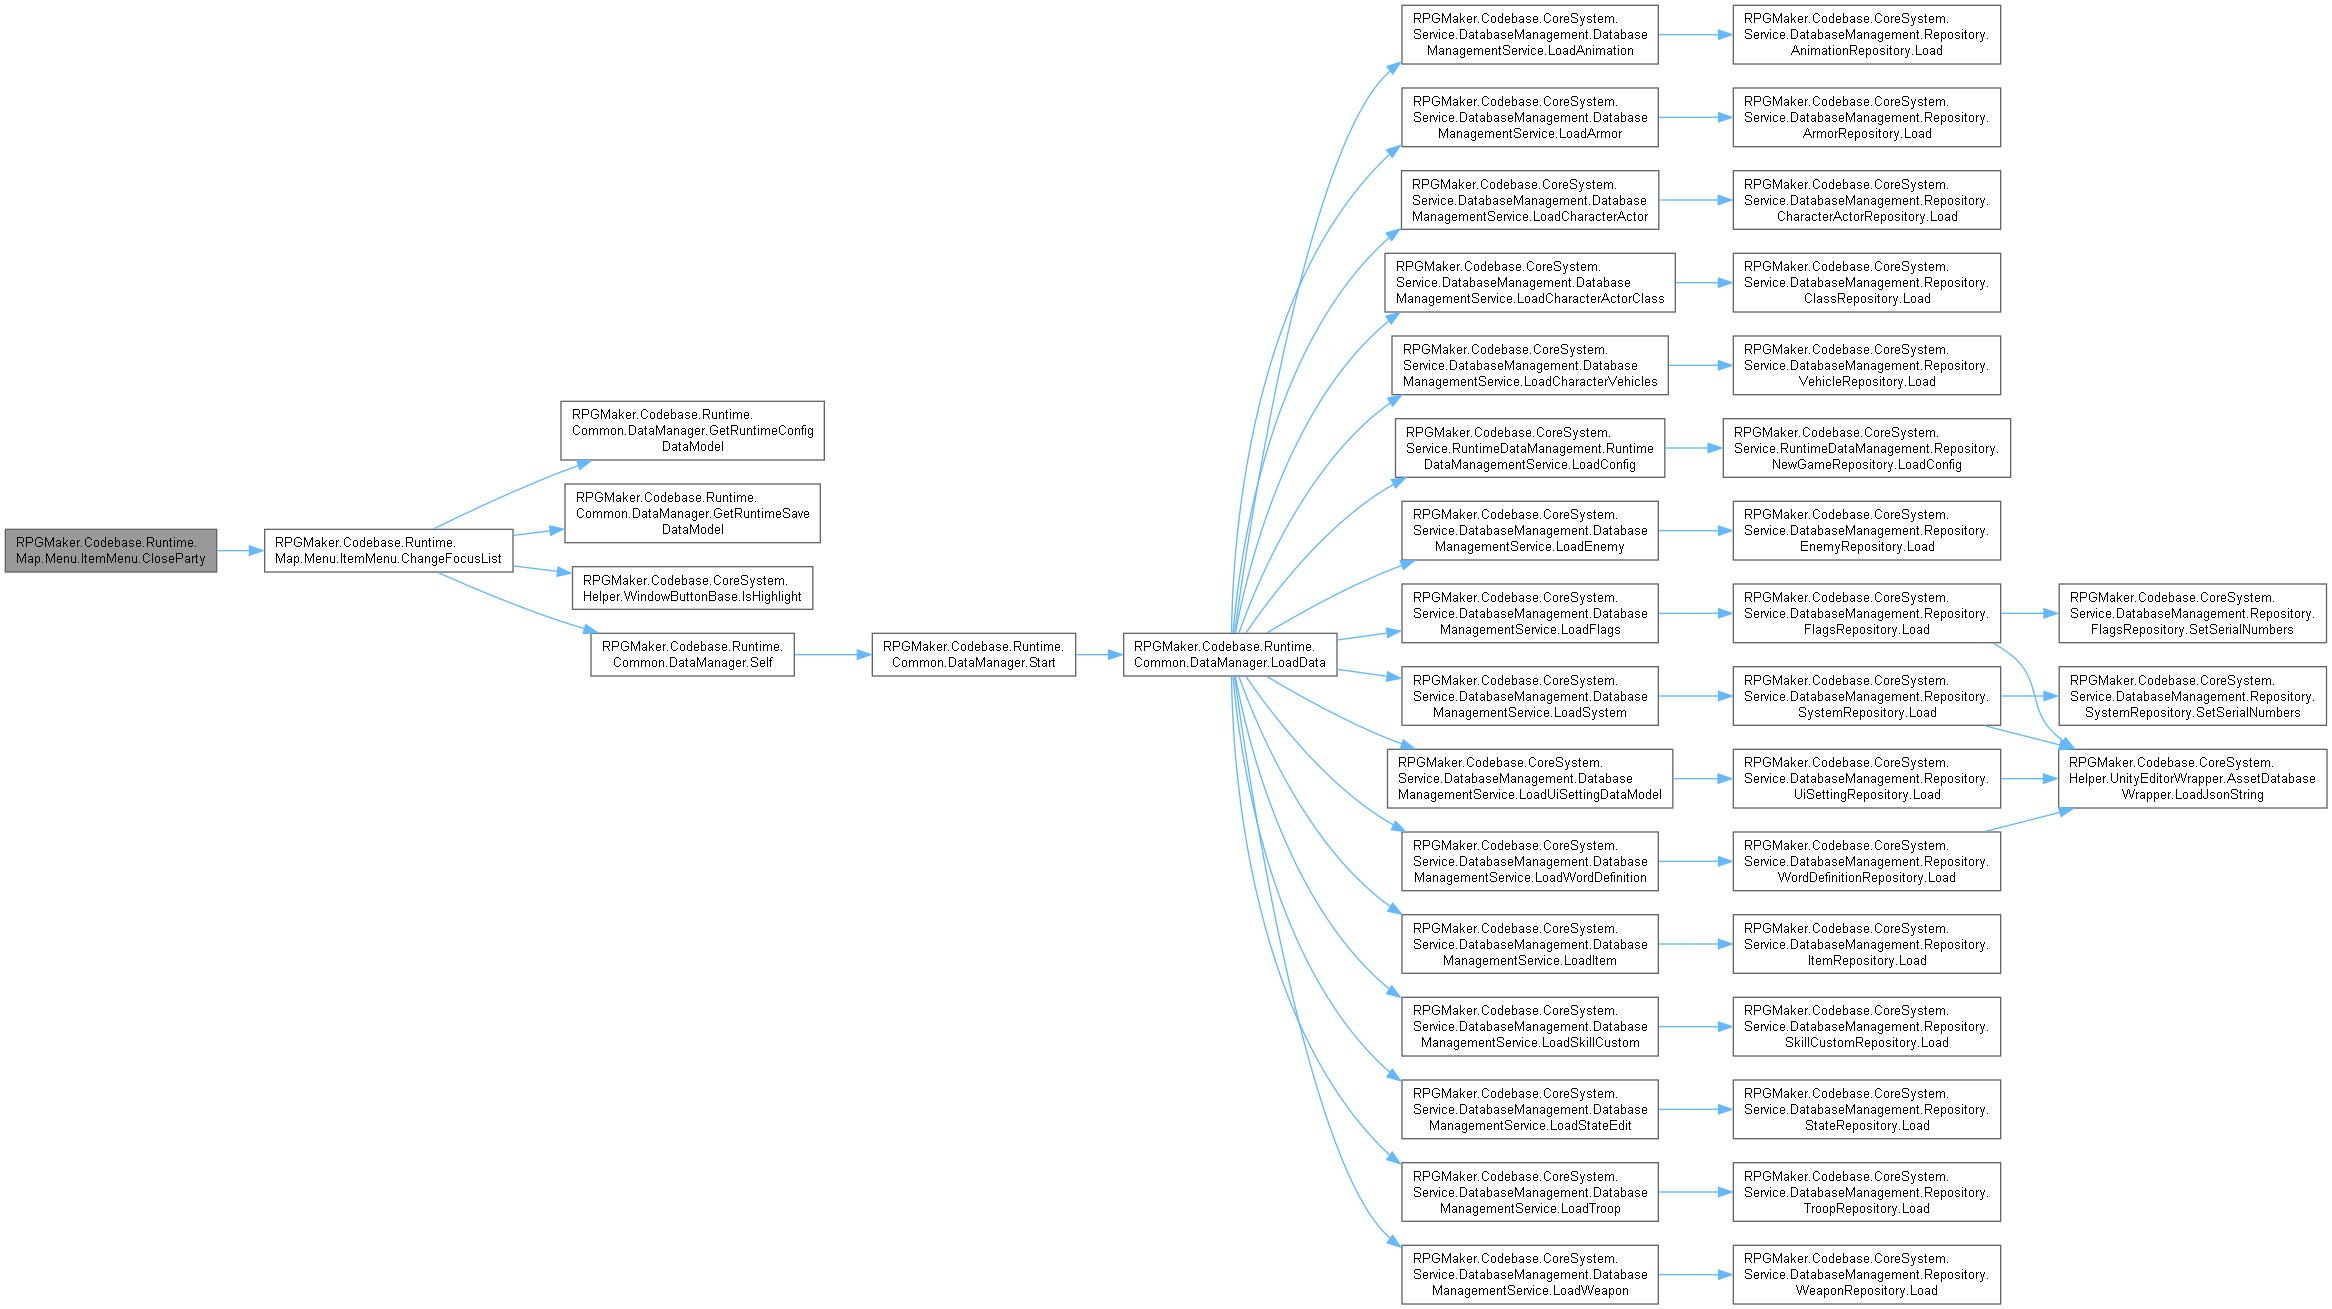 RPGMaker.Codebase.Runtime.
Map.Menu.ItemMenu.CloseParty
RPGMaker.Codebase.Runtime.
Map.Menu.ItemMenu.ChangeFocusList
RPGMaker.Codebase.Runtime.
Common.DataManager.GetRuntimeConfig
DataModel
RPGMaker.Codebase.Runtime.
Common.DataManager.GetRuntimeSave
DataModel
RPGMaker.Codebase.CoreSystem.
Helper.WindowButtonBase.IsHighlight
RPGMaker.Codebase.Runtime.
Common.DataManager.Self
RPGMaker.Codebase.Runtime.
Common.DataManager.Start
RPGMaker.Codebase.Runtime.
Common.DataManager.LoadData
RPGMaker.Codebase.CoreSystem.
Service.DatabaseManagement.Database
ManagementService.LoadAnimation
RPGMaker.Codebase.CoreSystem.
Service.DatabaseManagement.Repository.
AnimationRepository.Load
RPGMaker.Codebase.CoreSystem.
Service.DatabaseManagement.Database
ManagementService.LoadArmor
RPGMaker.Codebase.CoreSystem.
Service.DatabaseManagement.Repository.
ArmorRepository.Load
RPGMaker.Codebase.CoreSystem.
Service.DatabaseManagement.Database
ManagementService.LoadCharacterActor
RPGMaker.Codebase.CoreSystem.
Service.DatabaseManagement.Repository.
CharacterActorRepository.Load
RPGMaker.Codebase.CoreSystem.
Service.DatabaseManagement.Database
ManagementService.LoadCharacterActorClass
RPGMaker.Codebase.CoreSystem.
Service.DatabaseManagement.Repository.
ClassRepository.Load
RPGMaker.Codebase.CoreSystem.
Service.DatabaseManagement.Database
ManagementService.LoadCharacterVehicles
RPGMaker.Codebase.CoreSystem.
Service.DatabaseManagement.Repository.
VehicleRepository.Load
RPGMaker.Codebase.CoreSystem.
Service.RuntimeDataManagement.Runtime
DataManagementService.LoadConfig
RPGMaker.Codebase.CoreSystem.
Service.RuntimeDataManagement.Repository.
NewGameRepository.LoadConfig
RPGMaker.Codebase.CoreSystem.
Service.DatabaseManagement.Database
ManagementService.LoadEnemy
RPGMaker.Codebase.CoreSystem.
Service.DatabaseManagement.Repository.
EnemyRepository.Load
RPGMaker.Codebase.CoreSystem.
Service.DatabaseManagement.Database
ManagementService.LoadFlags
RPGMaker.Codebase.CoreSystem.
Service.DatabaseManagement.Repository.
FlagsRepository.Load
RPGMaker.Codebase.CoreSystem.
Service.DatabaseManagement.Repository.
FlagsRepository.SetSerialNumbers
RPGMaker.Codebase.CoreSystem.
Service.DatabaseManagement.Database
ManagementService.LoadSystem
RPGMaker.Codebase.CoreSystem.
Service.DatabaseManagement.Repository.
SystemRepository.Load
RPGMaker.Codebase.CoreSystem.
Service.DatabaseManagement.Repository.
SystemRepository.SetSerialNumbers
RPGMaker.Codebase.CoreSystem.
Service.DatabaseManagement.Database
ManagementService.LoadUiSettingDataModel
RPGMaker.Codebase.CoreSystem.
Service.DatabaseManagement.Repository.
UiSettingRepository.Load
RPGMaker.Codebase.CoreSystem.
Helper.UnityEditorWrapper.AssetDatabase
Wrapper.LoadJsonString
RPGMaker.Codebase.CoreSystem.
Service.DatabaseManagement.Database
ManagementService.LoadWordDefinition
RPGMaker.Codebase.CoreSystem.
Service.DatabaseManagement.Repository.
WordDefinitionRepository.Load
RPGMaker.Codebase.CoreSystem.
Service.DatabaseManagement.Database
ManagementService.LoadItem
RPGMaker.Codebase.CoreSystem.
Service.DatabaseManagement.Repository.
ItemRepository.Load
RPGMaker.Codebase.CoreSystem.
Service.DatabaseManagement.Database
ManagementService.LoadSkillCustom
RPGMaker.Codebase.CoreSystem.
Service.DatabaseManagement.Repository.
SkillCustomRepository.Load
RPGMaker.Codebase.CoreSystem.
Service.DatabaseManagement.Database
ManagementService.LoadStateEdit
RPGMaker.Codebase.CoreSystem.
Service.DatabaseManagement.Repository.
StateRepository.Load
RPGMaker.Codebase.CoreSystem.
Service.DatabaseManagement.Database
ManagementService.LoadTroop
RPGMaker.Codebase.CoreSystem.
Service.DatabaseManagement.Repository.
TroopRepository.Load
RPGMaker.Codebase.CoreSystem.
Service.DatabaseManagement.Database
ManagementService.LoadWeapon
RPGMaker.Codebase.CoreSystem.
Service.DatabaseManagement.Repository.
WeaponRepository.Load